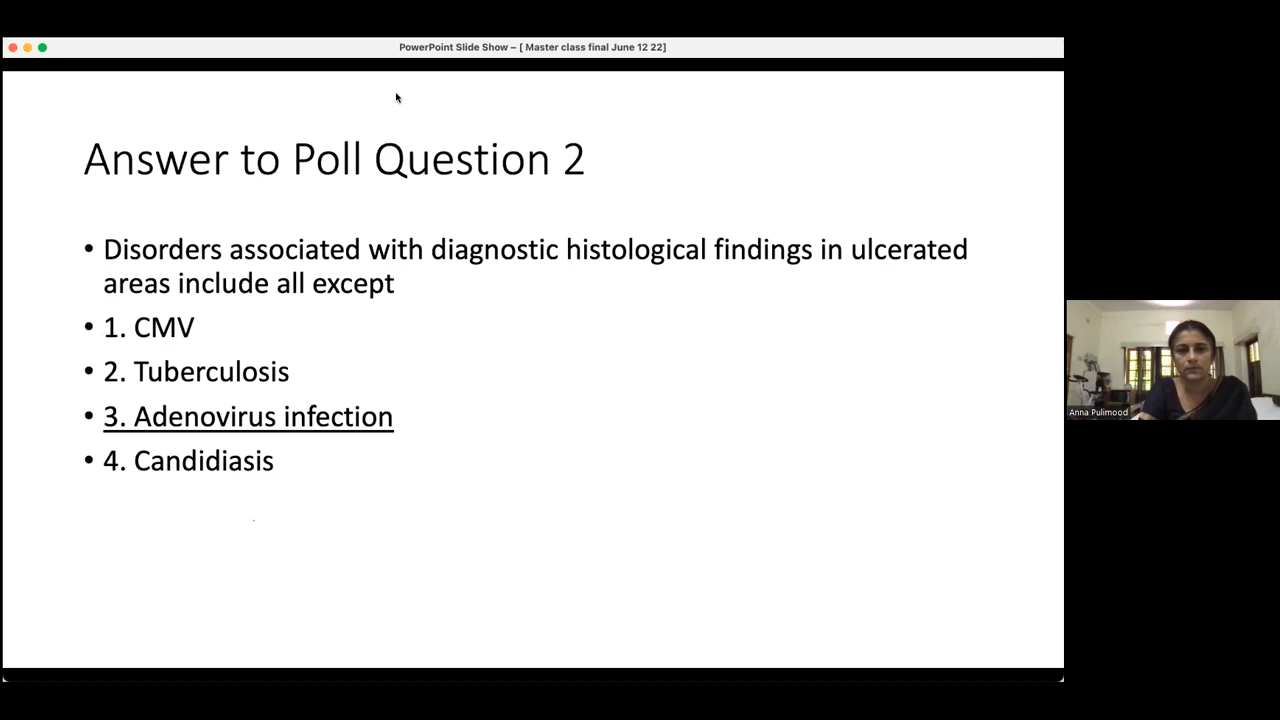 PowerPoint Slide Show – [ Master class final June 12 22]
Answer to Poll Question 2
• Disorders associated with diagnostic histological findings in ulcerated
areas include all except
• 1. CMV
• 2. Tuberculosis
• 3. Adenovirus infection
• 4. Candidiasis
Anna Pulimood